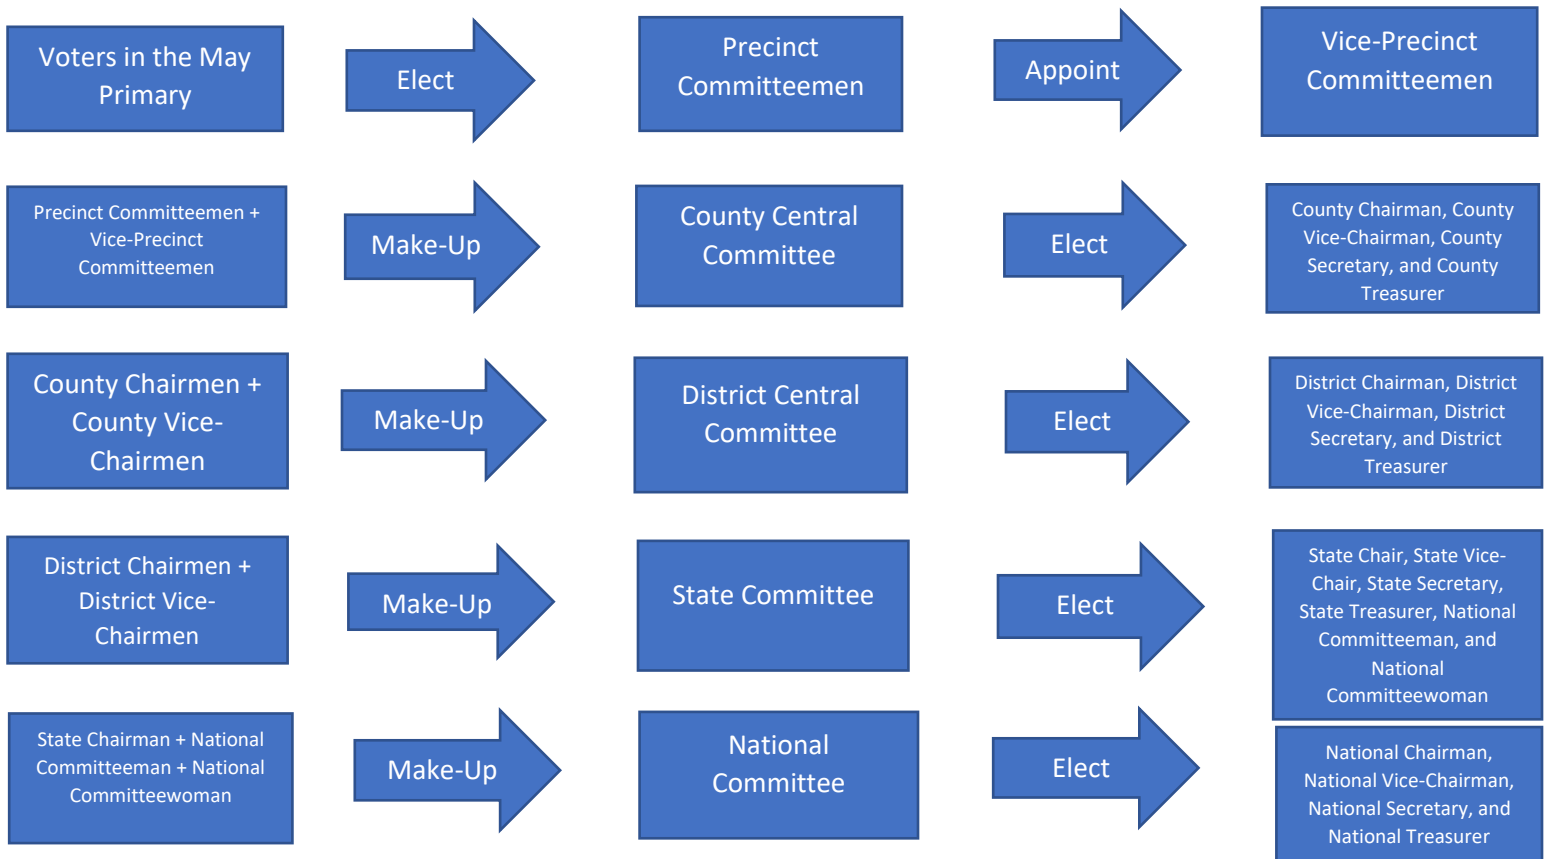 Voters in the May
Primary
Elect
Precinct
Committeemen
Appoint
Vice-Precinct
Committeemen
Precinct Committeemen +
Vice-Precinct
Committeemen
Make-Up
County Central
Committee
Elect
County Chairman, County
Vice-Chairman, County
Secretary, and County
Treasurer
County Chairmen +
County Vice-
Chairmen
Make-Up
District Central
Committee
Elect
District Chairman, District
Vice-Chairman, District
Secretary, and District
Treasurer
District Chairmen +
District Vice-
Chairmen
Make-Up
State Committee
Elect
State Chair, State Vice-
Chair, State Secretary,
State Treasurer, National
Committeeman, and
National
Committeewoman
State Chairman + National
Committeeman + National
Committeewoman
Make-Up
National
Committee
Elect
National Chairman,
National Vice-Chairman,
National Secretary, and
National Treasurer